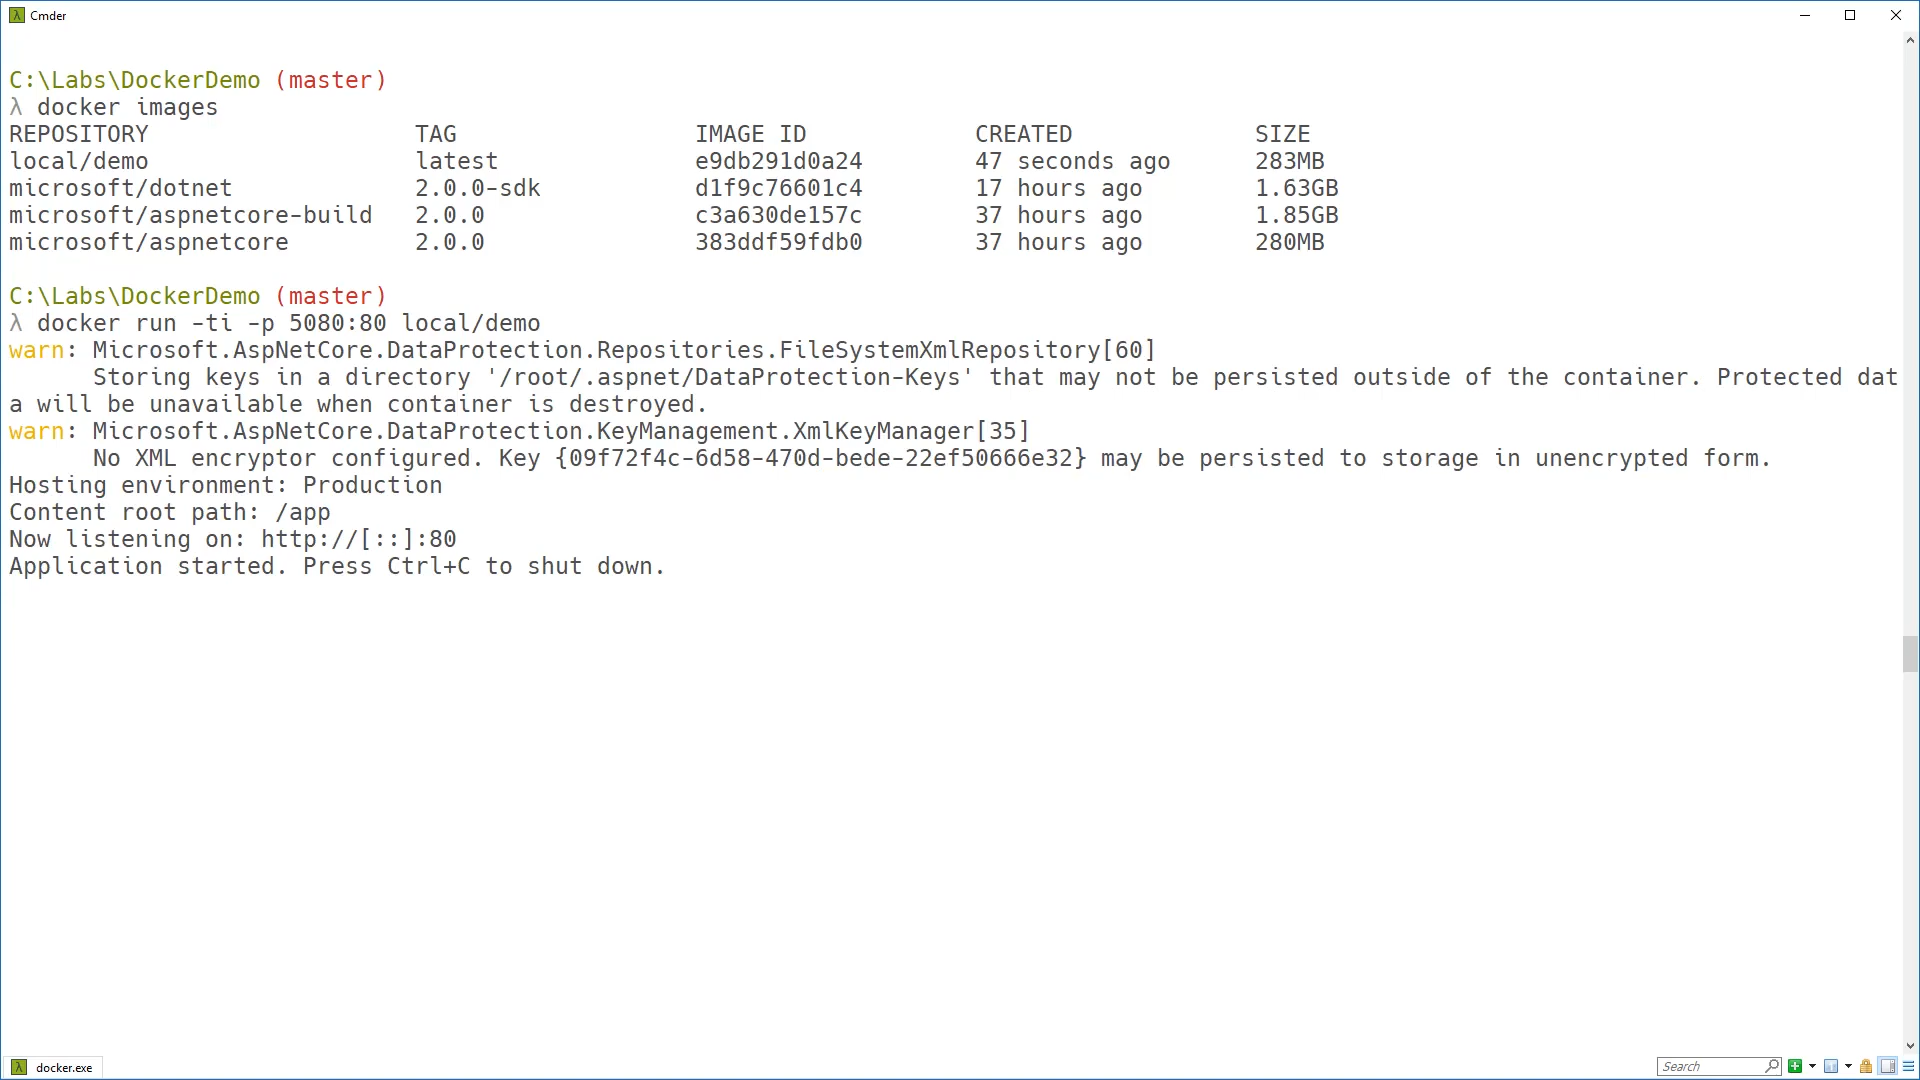 Cmder
C:\Labs\DockerDemo (master)
λ docker images
REPOSITORY TAG IMAGE ID CREATED SIZE
local/demo latest e9db291d0a24 47 seconds ago 283MB
microsoft/dotnet 2.0.0-sdk d1f9c76601c4 17 hours ago 1.63GB
microsoft/aspnetcore-build 2.0.0 c3a630de157c 37 hours ago 1.85GB
microsoft/aspnetcore 2.0.0 383ddf59fdb0 37 hours ago 280MB
C:\Labs\DockerDemo (master)
λ docker run -ti -p 5080:80 local/demo
warn: Microsoft.AspNetCore.DataProtection.Repositories.FileSystemXmlRepository[60]
Storing keys in a directory '/root/.aspnet/DataProtection-Keys' that may not be persisted outside of the container. Protected dat
a will be unavailable when container is destroyed.
warn: Microsoft.AspNetCore.DataProtection.KeyManagement.XmlKeyManager[35]
No XML encryptor configured. Key {09f72f4c-6d58-470d-bede-22ef50666e32} may be persisted to storage in unencrypted form.
Hosting environment: Production
Content root path: /app
Now listening on: http://[::]:80
Application started. Press Ctrl+C to shut down.
λ docker.exe
Search